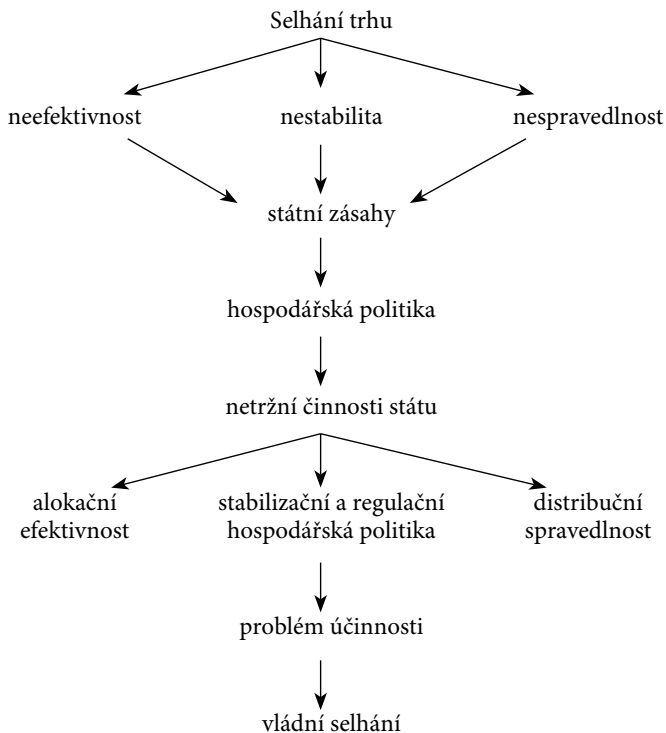 Selhání trhu
neefektivnost
nestabilita
nespravedlnost
státní zásahy
hospodářská politika
netržní činnosti státu
alokační
efektivnost
stabilizační a regulační
hospodářská politika
distribuční
spravedlnost
problém účinnosti
vládní selhání